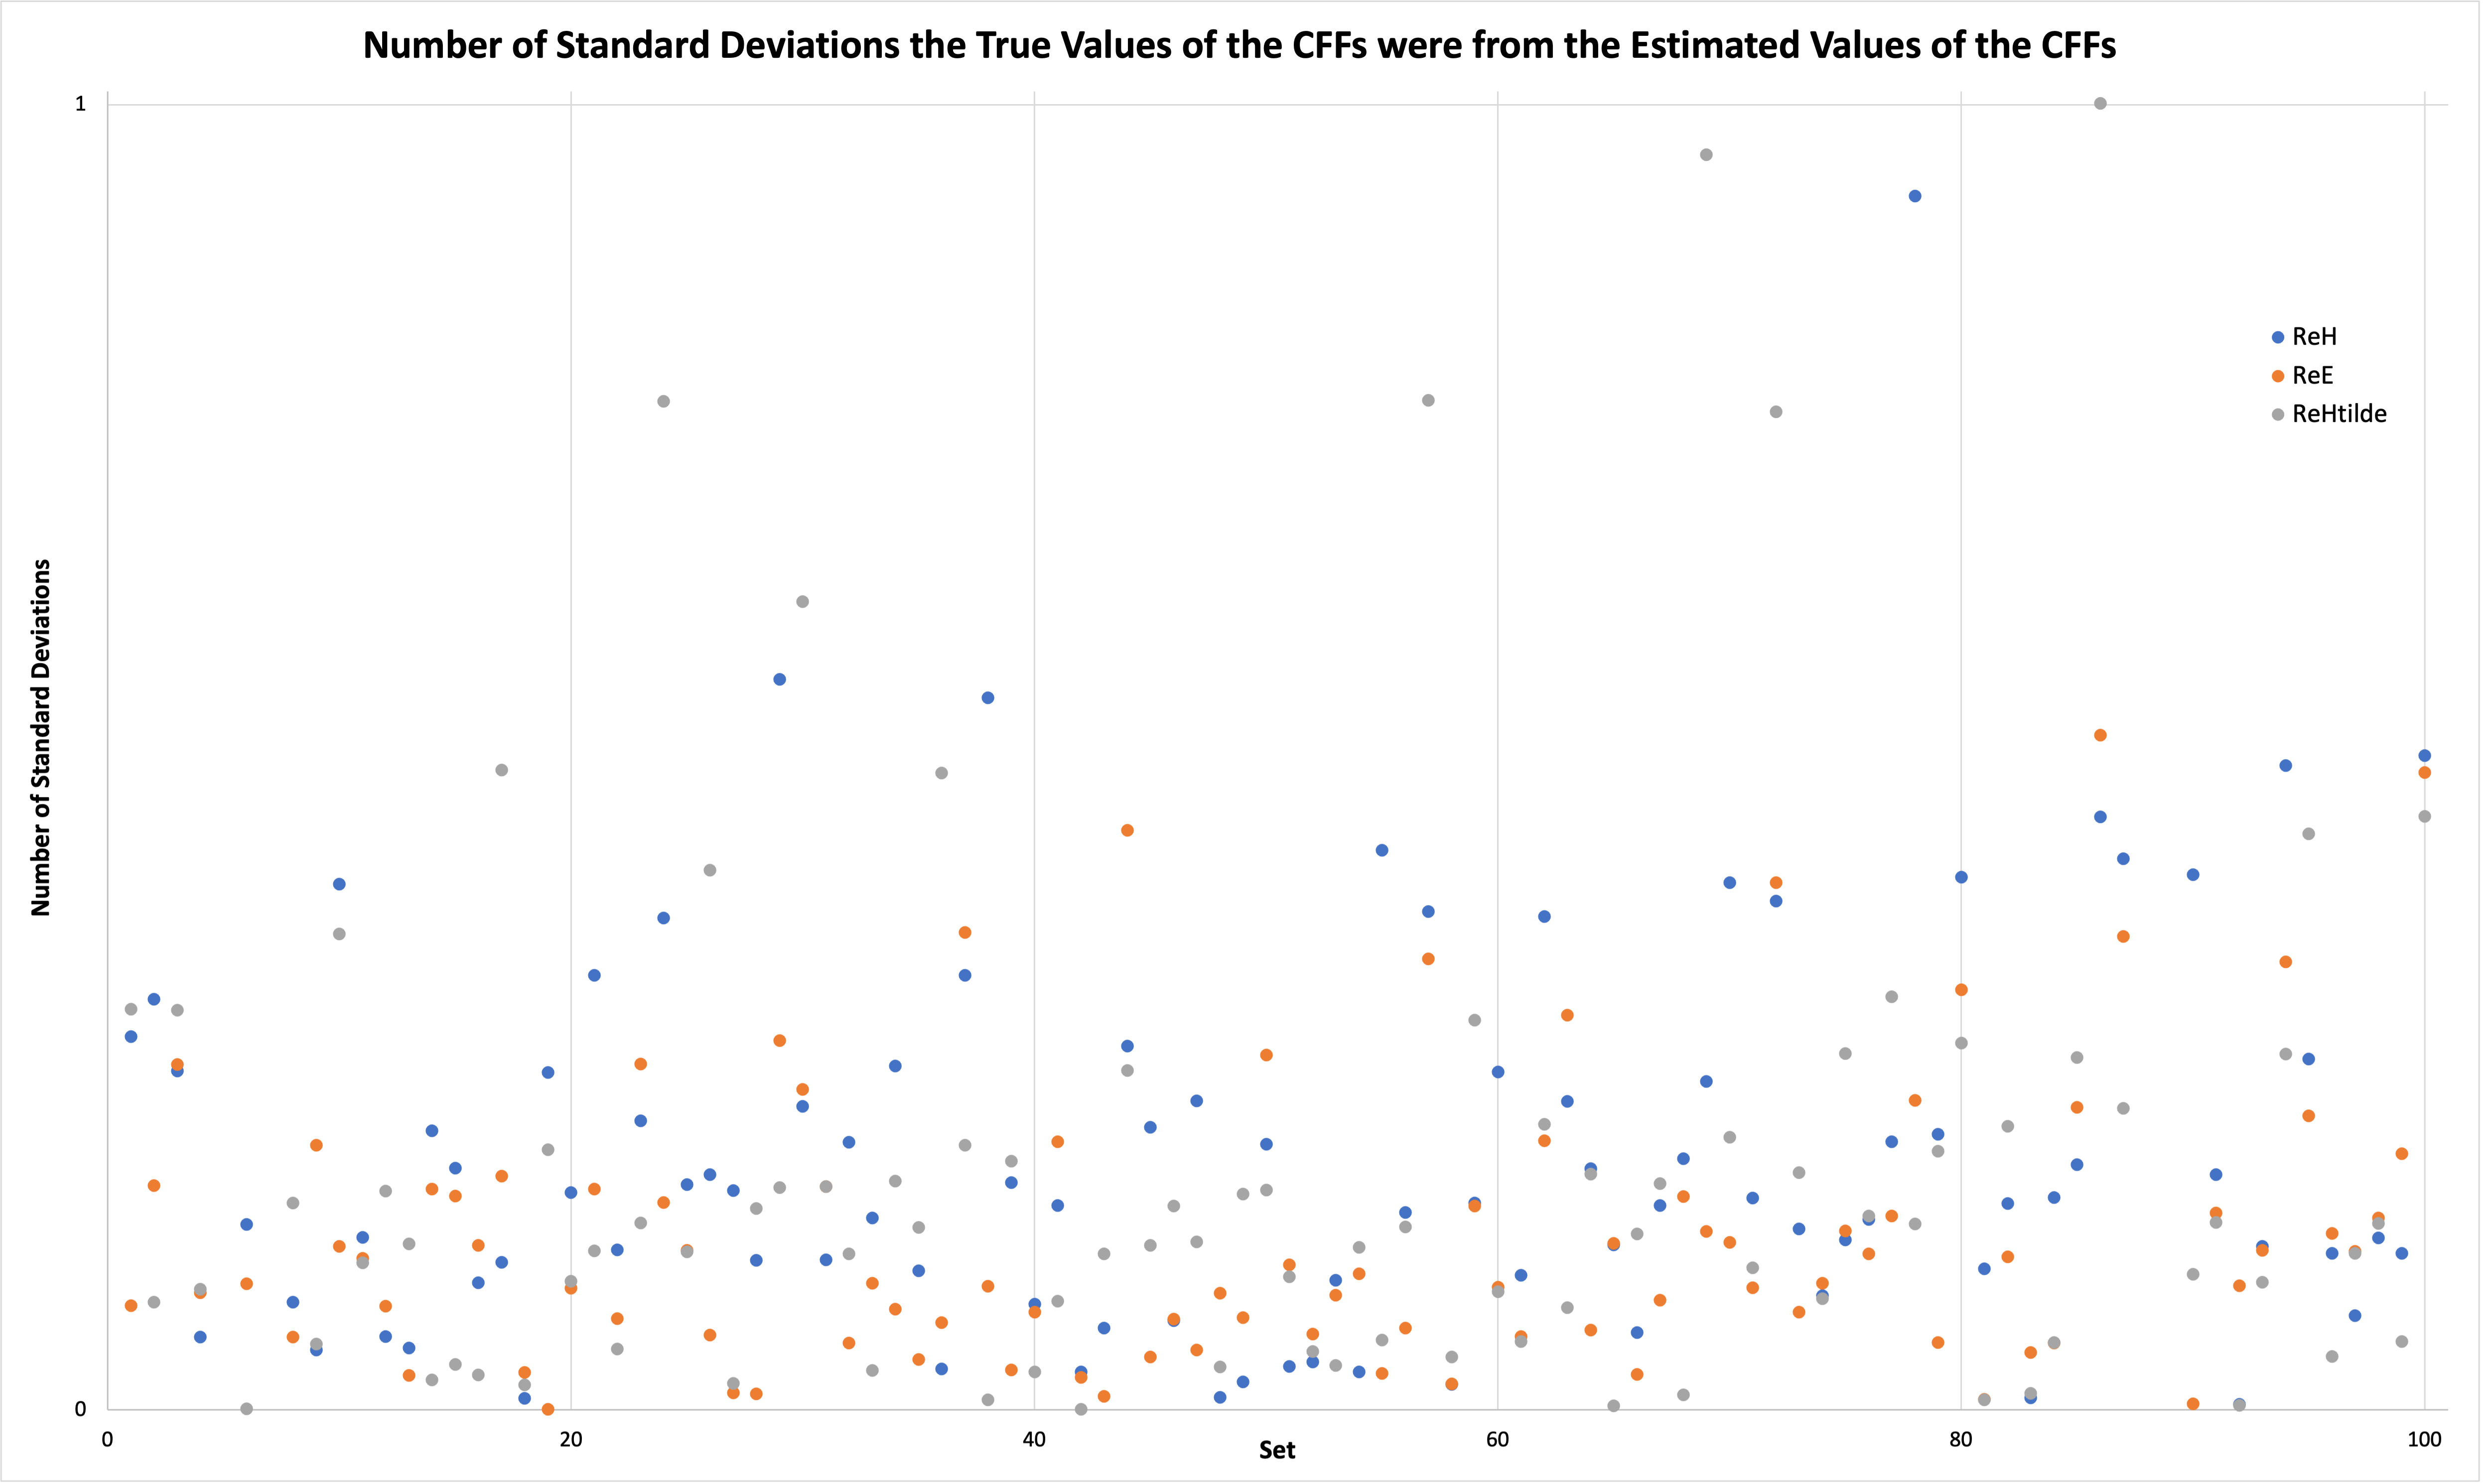 Number of Standard Deviations the True Values of the CFFs were from the Estimated Values of the CFFs
1
Number of Standard Deviations
ReH
ReE
ReHtilde
0
0 20 40 60 80 100
Set